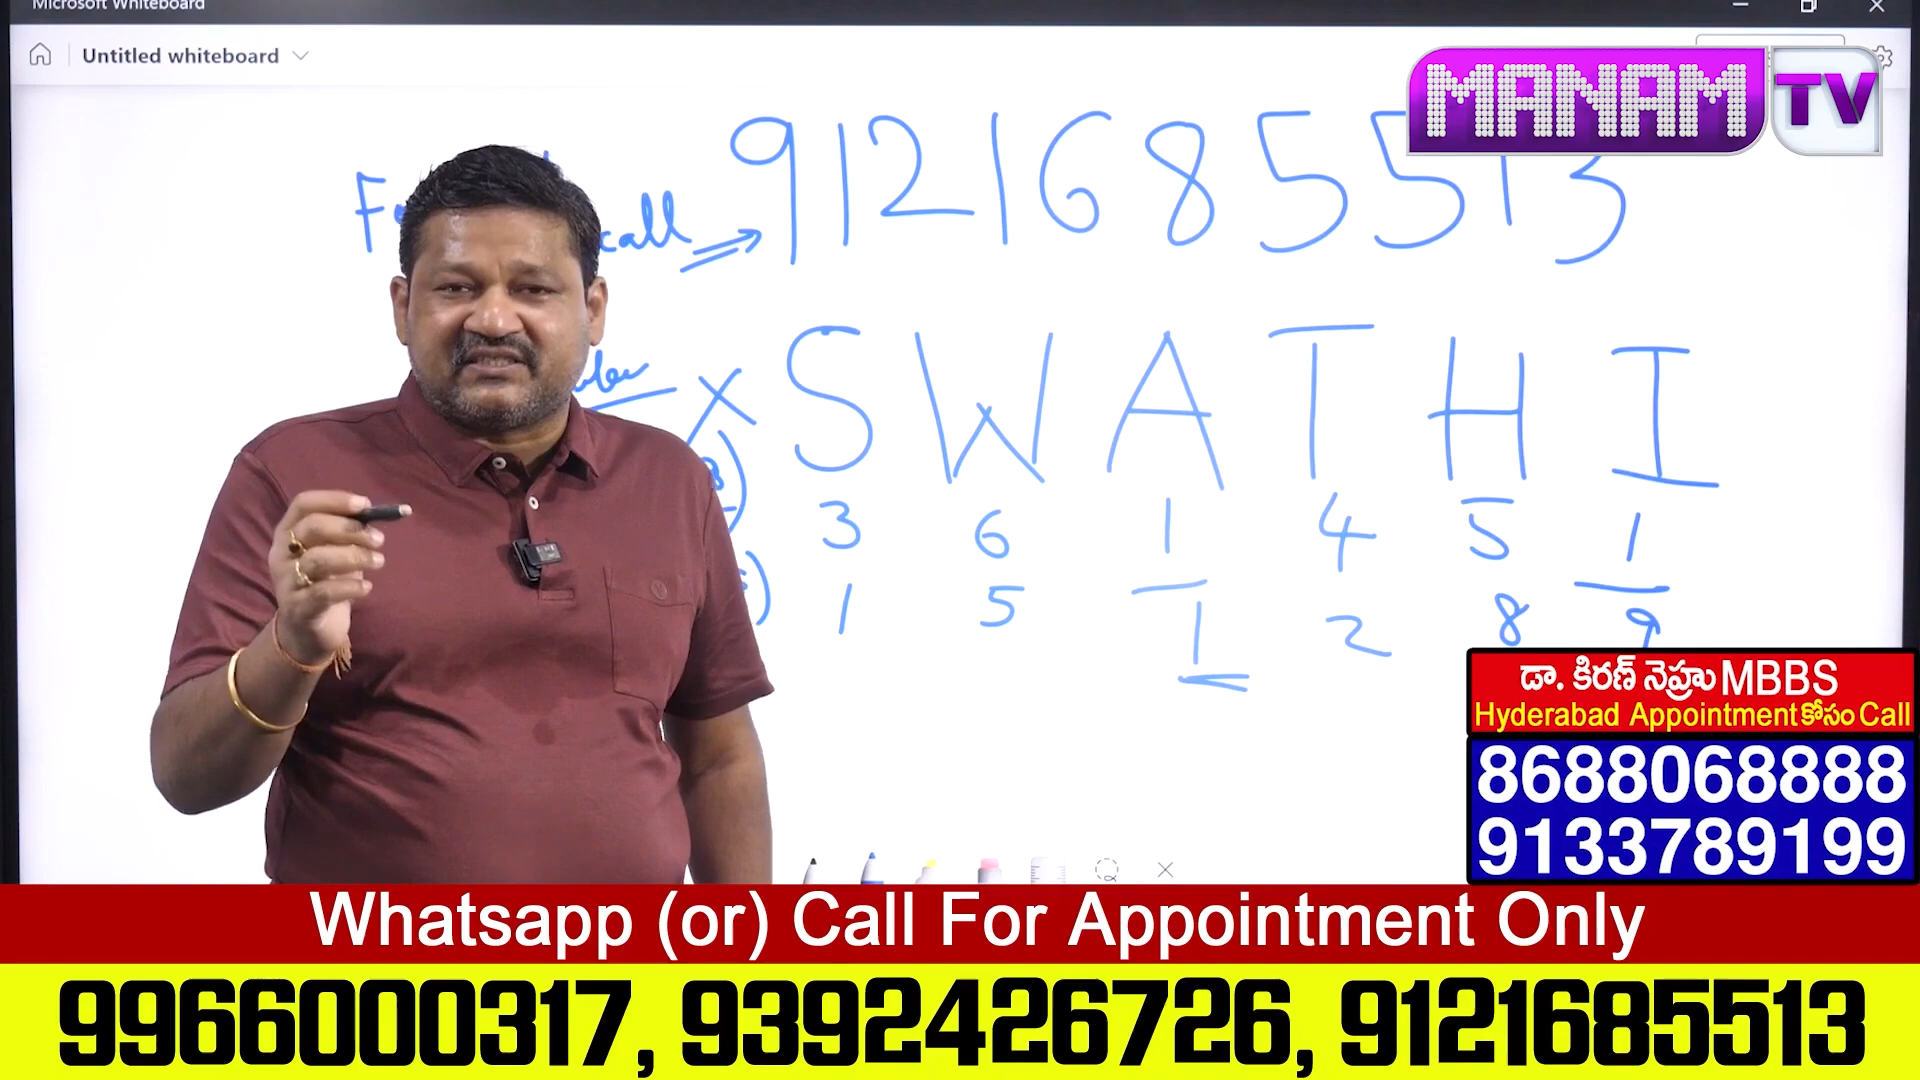 Microsoft Whiteboard
Untitled whiteboard
MANAM TV
call 9121685513
X S W A T H I
3 6 1 4 5 1
1 5 1 2 8 9
డా. కిరణ్ నెహ్రు MBBS
Hyderabad Appointment కోసం Call
8688068888
9133789199
Whatsapp (or) Call For Appointment Only
9966000317, 9392426726, 9121685513